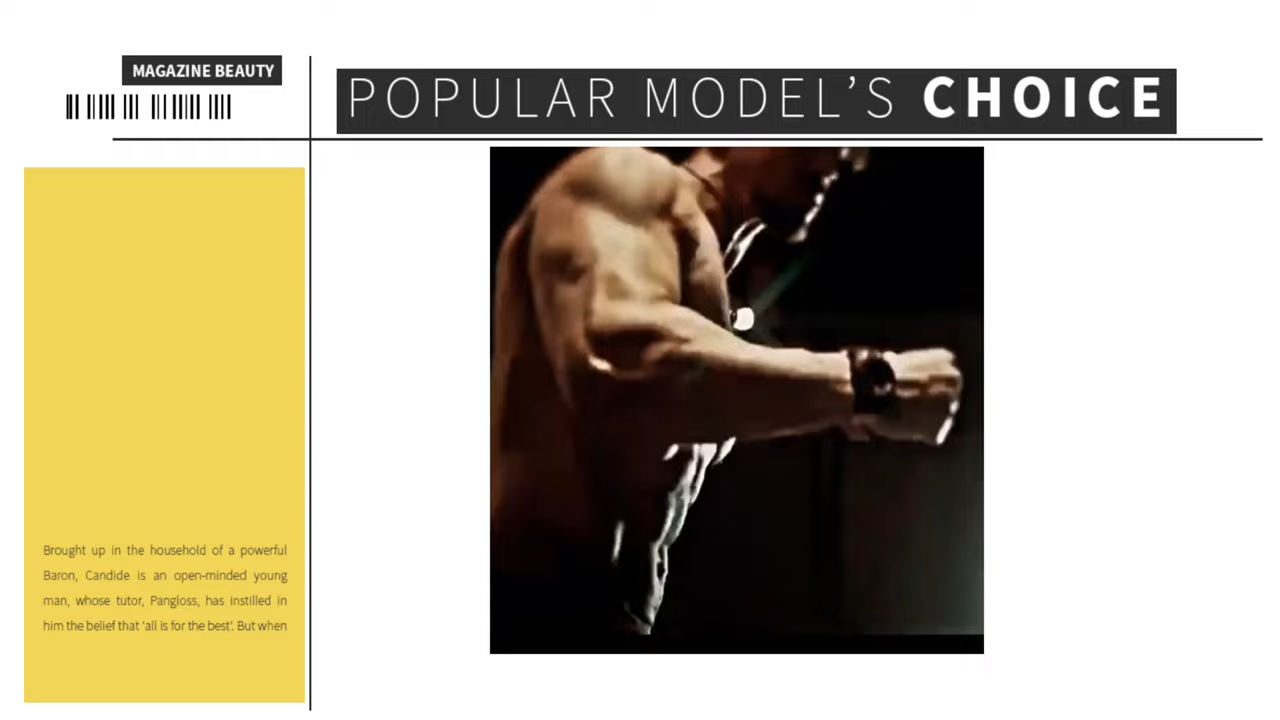 MAGAZINE BEAUTY
POPULAR MODEL’S CHOICE
Brought up in the household of a powerful
Baron, Candide is an open-minded young
man, whose tutor, Pangloss, has instilled in
him the belief that 'all is for the best'. But when